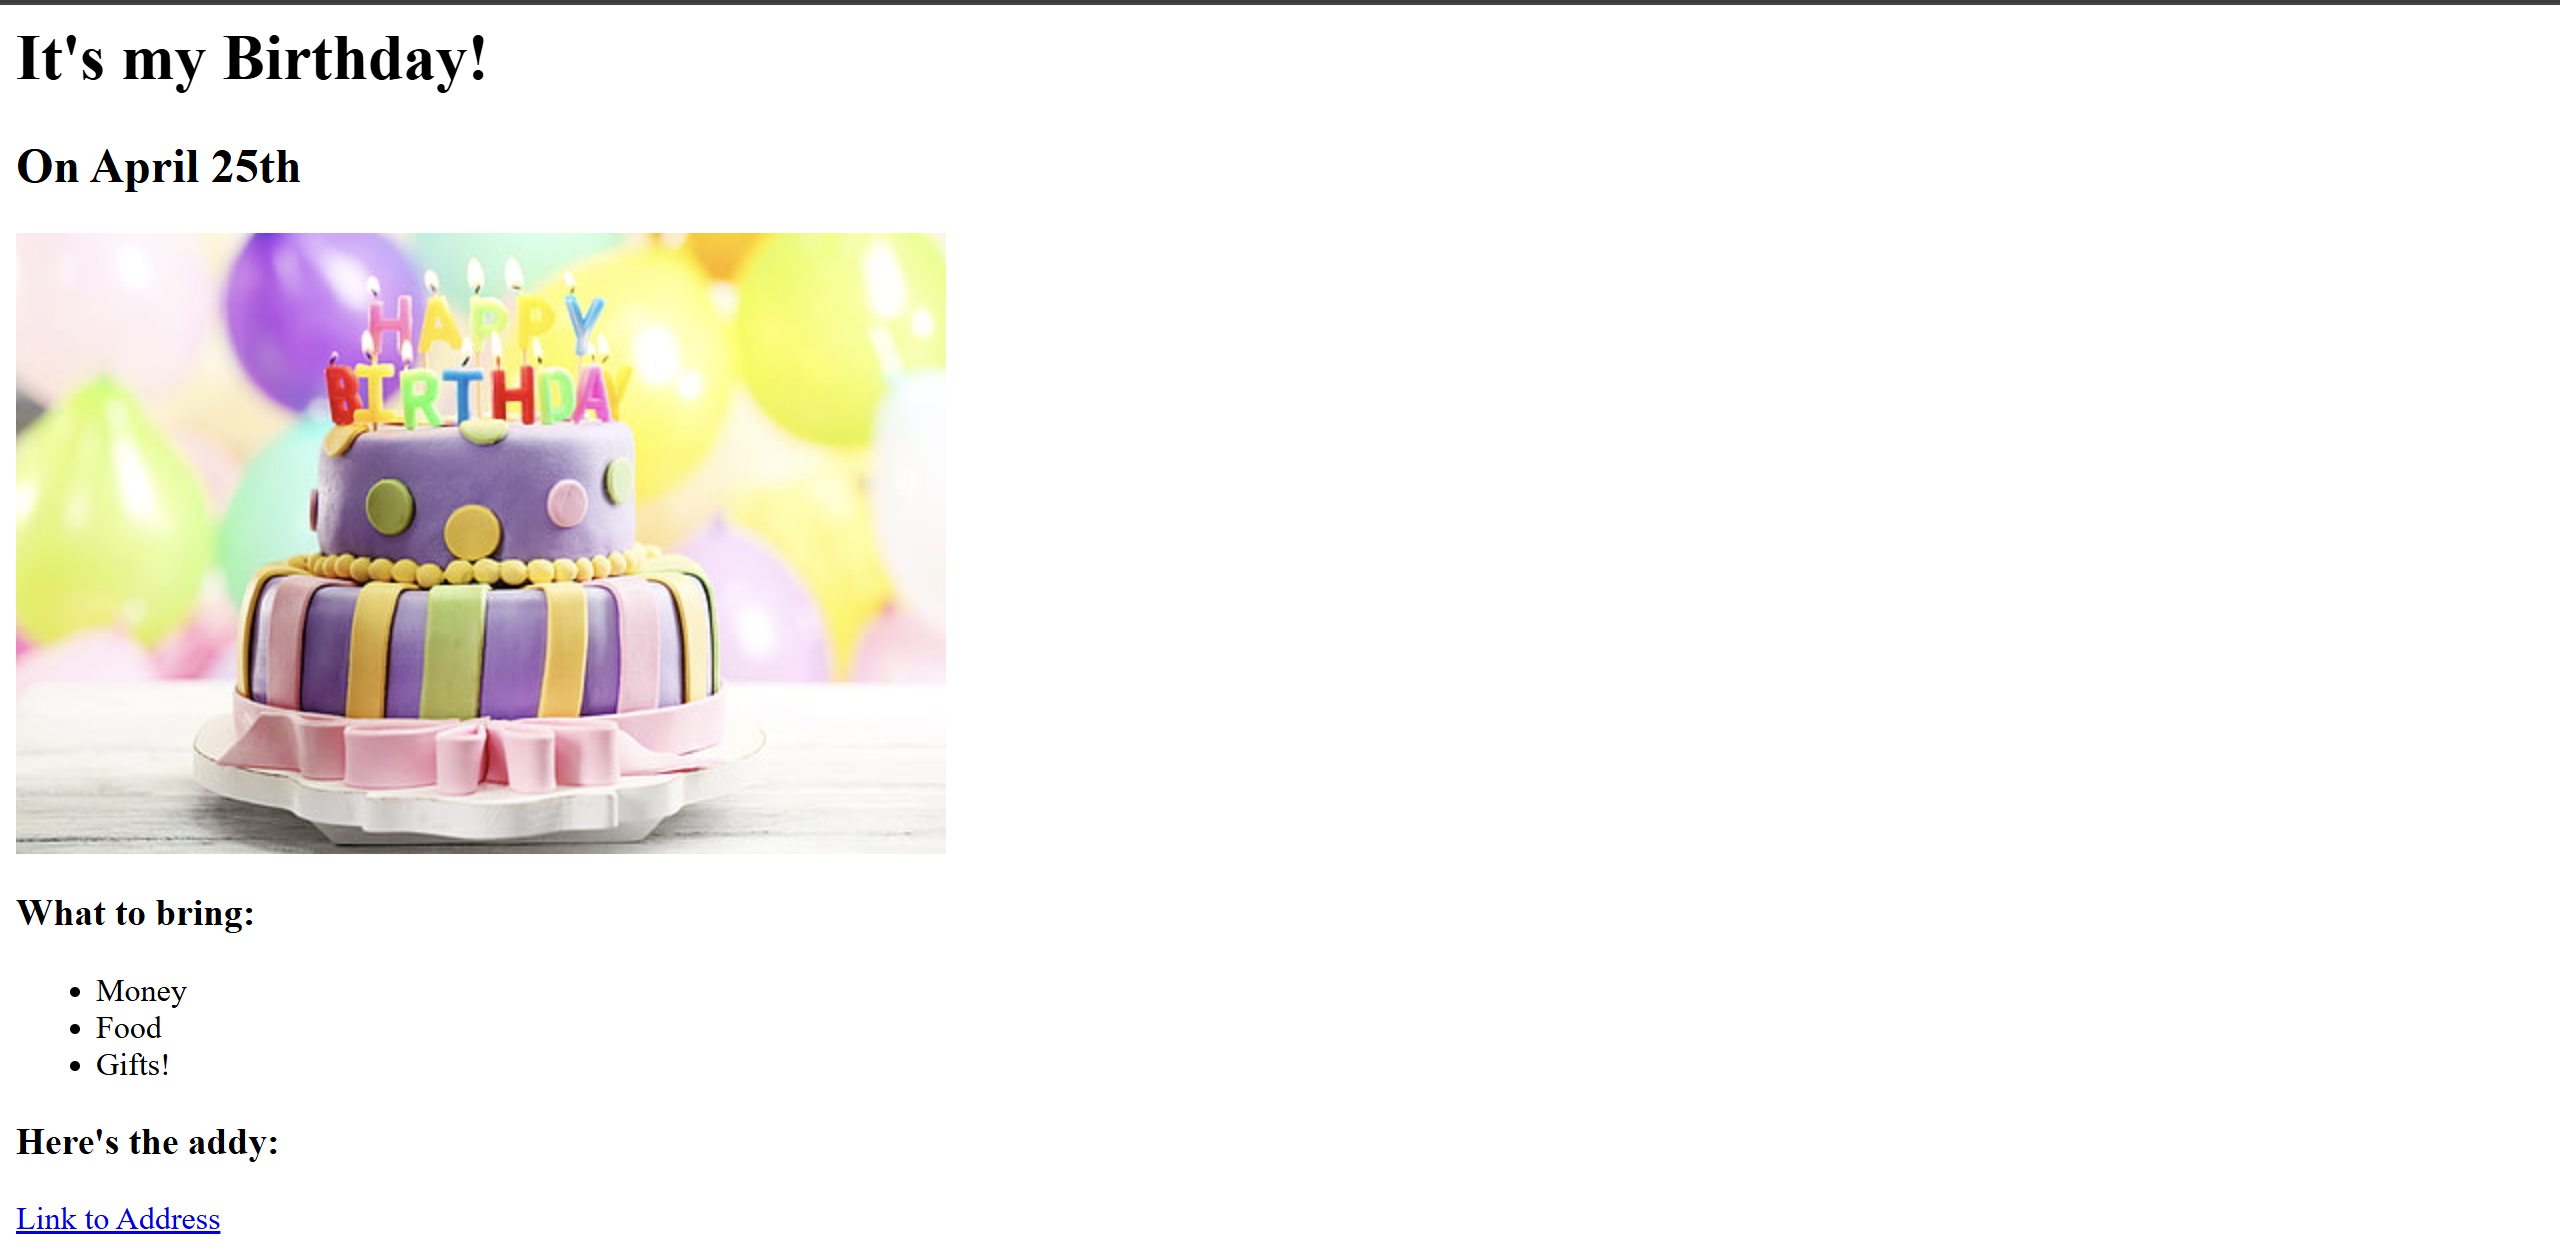 It's my Birthday!
On April 25th
HAPPY
BIRTHDAY
What to bring:
Money
Food
Gifts!
Here's the addy:
Link to Address